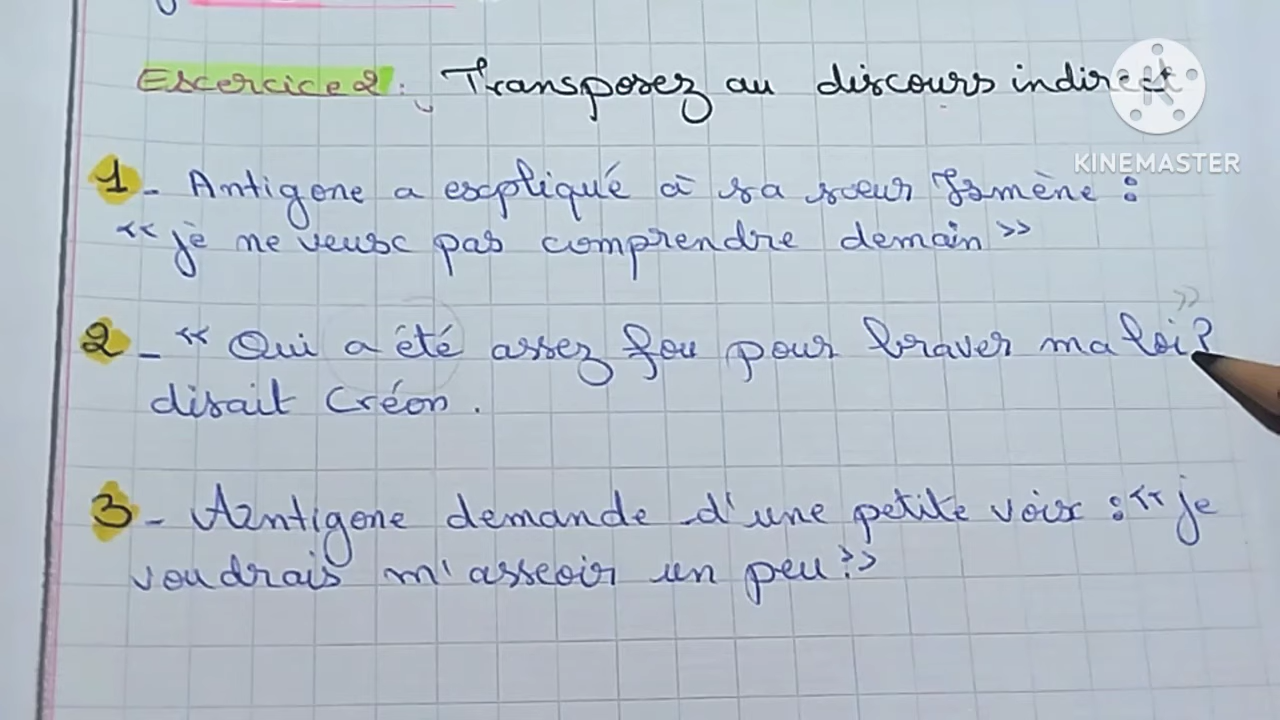 Exercice 2 : Transposez au discours indirect
KINEMASTER
1 - Antigone a expliqué à sa sœur Ismène :
<< je ne veux pas comprendre demain >>
2 - << Qui a été assez fou pour braver ma loi ? >>
disait Créon .
3 - Antigone demande d'une petite voix : << je
voudrais m'asseoir un peu ? >>